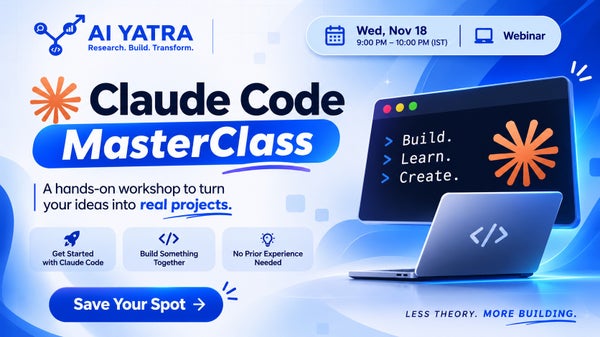 AI YATRA
Research. Build. Transform.
Wed, Nov 18
9:00 PM – 10:00 PM (IST)
Webinar
Claude Code
MasterClass
A hands-on workshop to turn
your ideas into real projects.
Get Started
with Claude Code
Build Something
Together
No Prior Experience
Needed
Save Your Spot →
> Build.
> Learn.
> Create.
</>
LESS THEORY. MORE BUILDING.